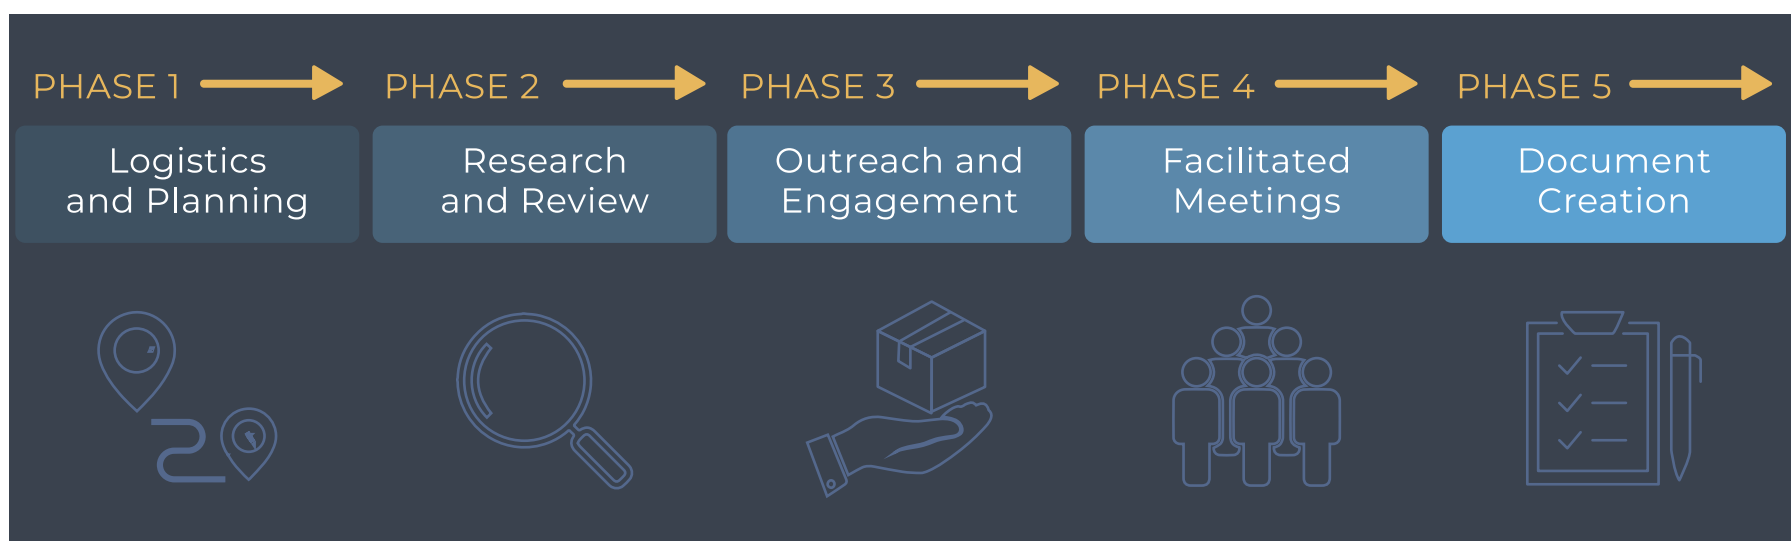 PHASE 1
Logistics
and Planning
PHASE 2
Research
and Review
PHASE 3
Outreach and
Engagement
PHASE 4
Facilitated
Meetings
PHASE 5
Document
Creation